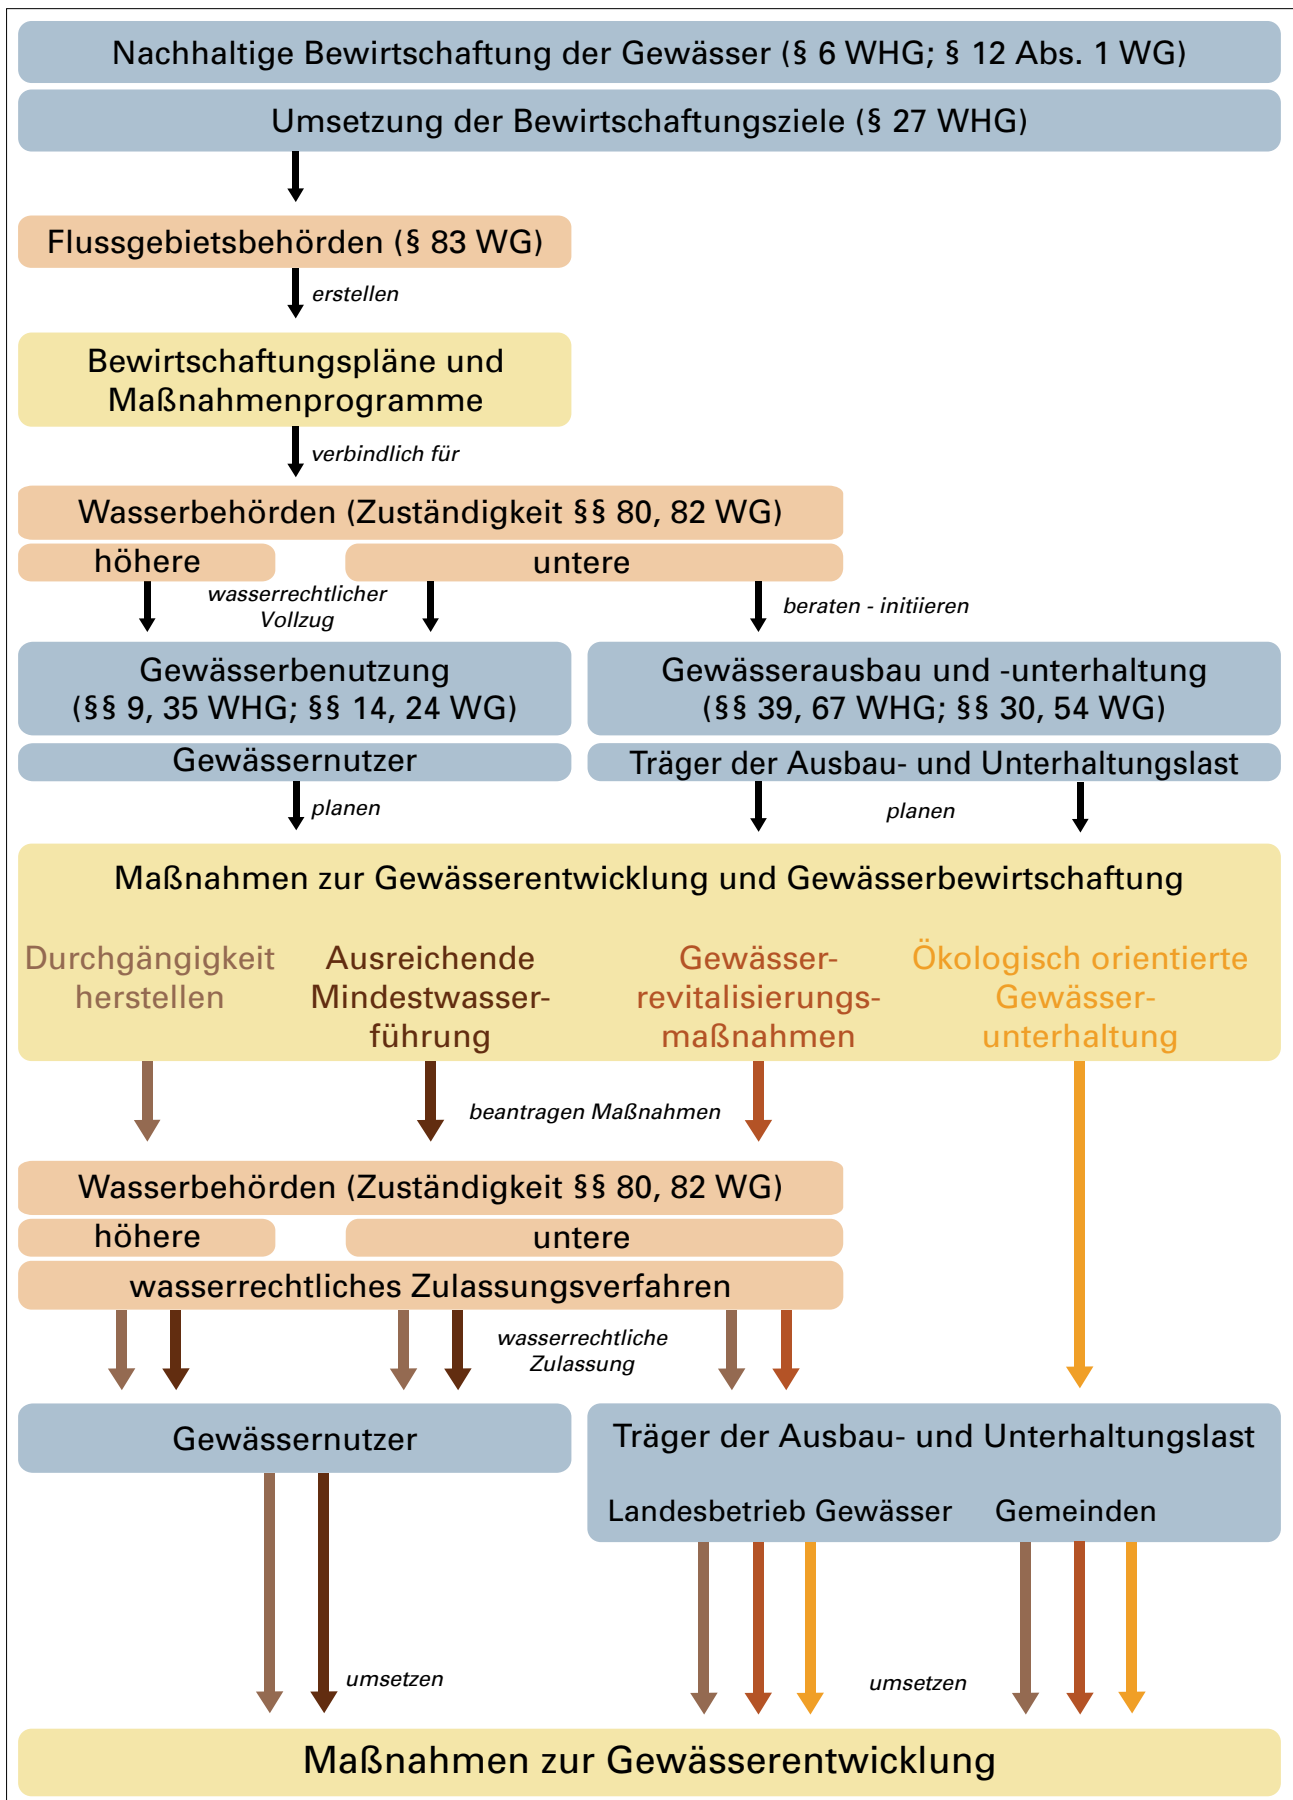 Nachhaltige Bewirtschaftung der Gewässer (§ 6 WHG; § 12 Abs. 1 WG)
Umsetzung der Bewirtschaftungsziele (§ 27 WHG)
Flussgebietsbehörden (§ 83 WG)
erstellen
Bewirtschaftungspläne und
Maßnahmenprogramme
verbindlich für
Wasserbehörden (Zuständigkeit §§ 80, 82 WG)
höhere
untere
wasserrechtlicher
Vollzug
beraten - initiieren
Gewässerbenutzung
(§§ 9, 35 WHG; §§ 14, 24 WG)
Gewässerausbau und -unterhaltung
(§§ 39, 67 WHG; §§ 30, 54 WG)
Gewässernutzer
Träger der Ausbau- und Unterhaltungslast
planen
planen
Maßnahmen zur Gewässerentwicklung und Gewässerbewirtschaftung
Durchgängigkeit
herstellen
Ausreichende
Mindestwasser-
führung
Gewässer-
revitalisierungs-
maßnahmen
Ökologisch orientierte
Gewässer-
unterhaltung
beantragen Maßnahmen
Wasserbehörden (Zuständigkeit §§ 80, 82 WG)
höhere
untere
wasserrechtliches Zulassungsverfahren
wasserrechtliche
Zulassung
Gewässernutzer
Träger der Ausbau- und Unterhaltungslast
Landesbetrieb Gewässer
Gemeinden
umsetzen
umsetzen
Maßnahmen zur Gewässerentwicklung